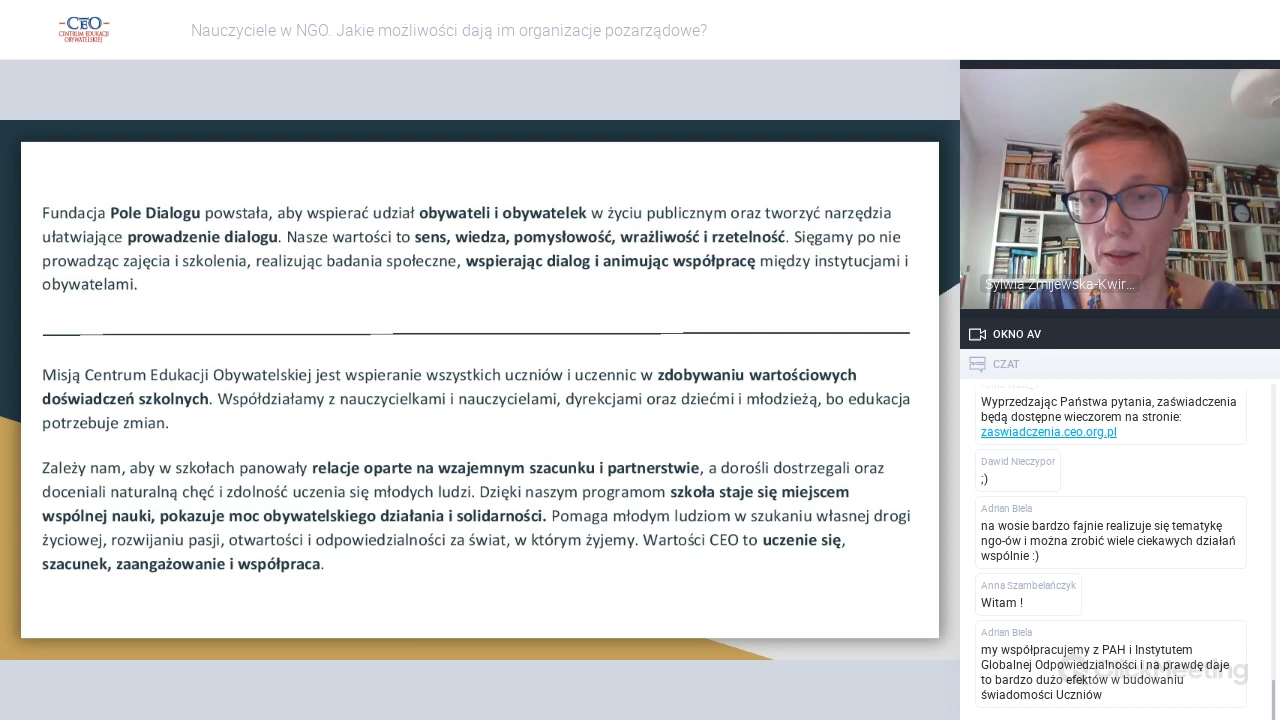 CEO
CENTRUM EDUKACJI
OBYWATELSKIEJ
Nauczyciele w NGO. Jakie możliwości dają im organizacje pozarządowe?
Fundacja Pole Dialogu powstała, aby wspierać udział obywateli i obywatelek w życiu publicznym oraz tworzyć narzędzia
ułatwiające prowadzenie dialogu. Nasze wartości to sens, wiedza, pomysłowość, wrażliwość i rzetelność. Sięgamy po nie
prowadząc zajęcia i szkolenia, realizując badania społeczne, wspierając dialog i animując współpracę między instytucjami i
obywatelami.
Misją Centrum Edukacji Obywatelskiej jest wspieranie wszystkich uczniów i uczennic w zdobywaniu wartościowych
doświadczeń szkolnych. Współdziałamy z nauczycielkami i nauczycielami, dyrekcjami oraz dziećmi i młodzieżą, bo edukacja
potrzebuje zmian.
Zależy nam, aby w szkołach panowały relacje oparte na wzajemnym szacunku i partnerstwie, a dorośli dostrzegali oraz
doceniali naturalną chęć i zdolność uczenia się młodych ludzi. Dzięki naszym programom szkoła staje się miejscem
wspólnej nauki, pokazuje moc obywatelskiego działania i solidarności. Pomaga młodym ludziom w szukaniu własnej drogi
życiowej, rozwijaniu pasji, otwartości i odpowiedzialności za świat, w którym żyjemy. Wartości CEO to uczenie się,
szacunek, zaangażowanie i współpraca.
Sylwia Żmijewska-Kwir...
OKNO AV
CZAT
Wyprzedzając Państwa pytania, zaświadczenia
będą dostępne wieczorem na stronie:
zaswiadczenia.ceo.org.pl
Dawid Nieczypor
;)
Adrian Biela
na wosie bardzo fajnie realizuje się tematykę
ngo-ów i można zrobić wiele ciekawych działań
wspólnie :)
Anna Szambelańczyk
Witam !
Adrian Biela
my współpracujemy z PAH i Instytutem
Globalnej Odpowiedzialności i naprawdę daje
to bardzo dużo efektów w budowaniu
świadomości Uczniów
ClickMeeting